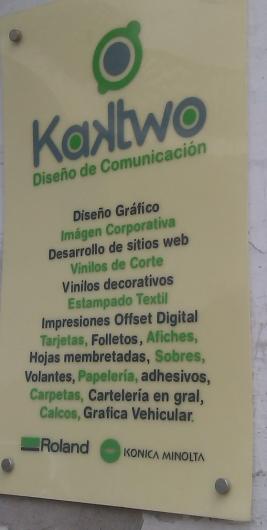 Kaktwo
Diseño de Comunicación
Diseño Gráfico
Imágen Corporativa
Desarrollo de sitios web
Vinilos de Corte
Vinilos decorativos
Estampado Textil
Impresiones Offset Digital
Tarjetas, Folletos, Afiches,
Hojas membretadas, Sobres,
Volantes, Papelería, adhesivos,
Carpetas, Cartelería en gral,
Calcos, Grafica Vehicular.
Roland KONICA MINOLTA